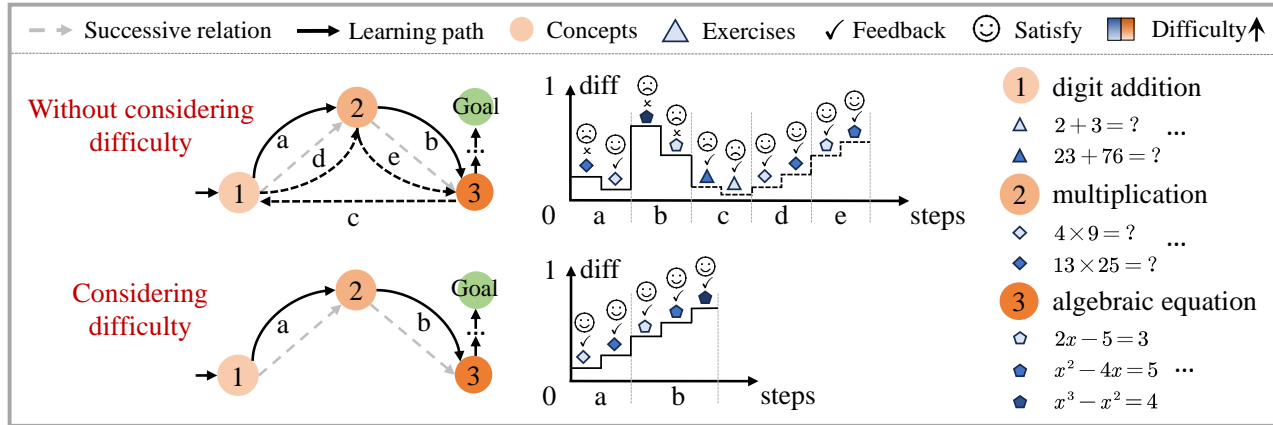 Successive relation
Learning path
Concepts
Exercises
Feedback
Satisfy
Difficulty
Without considering
difficulty
1
2
3
Goal
...
a
b
c
d
e
1
diff
0
a
b
c
d
e
steps
Considering
difficulty
1
2
3
Goal
...
a
b
1
diff
0
a
b
steps
1 digit addition
2 + 3 = ? ...
23 + 76 = ?
2 multiplication
4 × 9 = ? ...
13 × 25 = ?
3 algebraic equation
2x − 5 = 3
x² − 4x = 5 ...
x³ − x² = 4